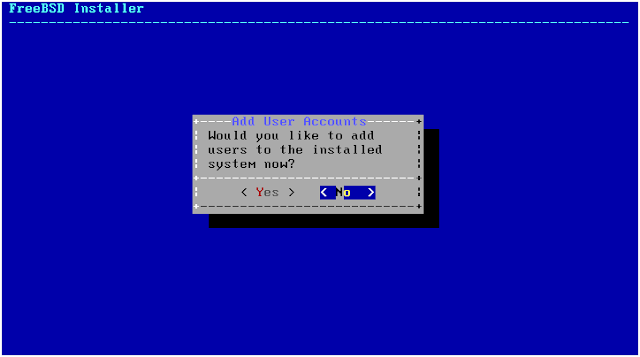 FreeBSD Installer
Add User Accounts
Would you like to add
users to the installed
system now?
< Yes > < No >